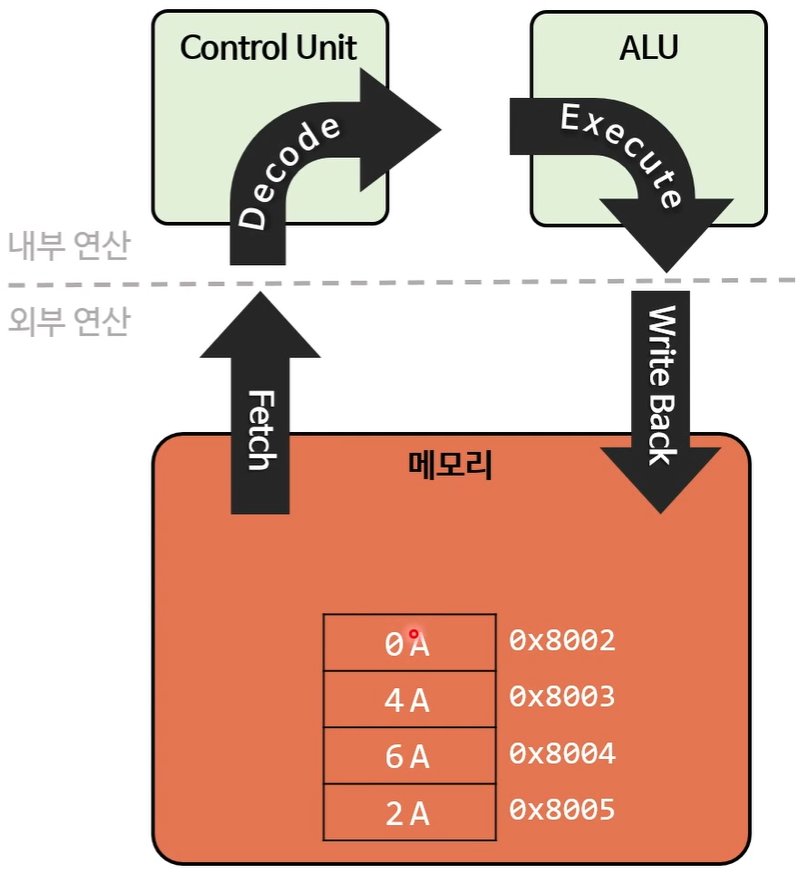 Control Unit
ALU
Decode
Execute
내부 연산
외부 연산
Fetch
Write Back
메모리
0A 0x8002
4A 0x8003
6A 0x8004
2A 0x8005